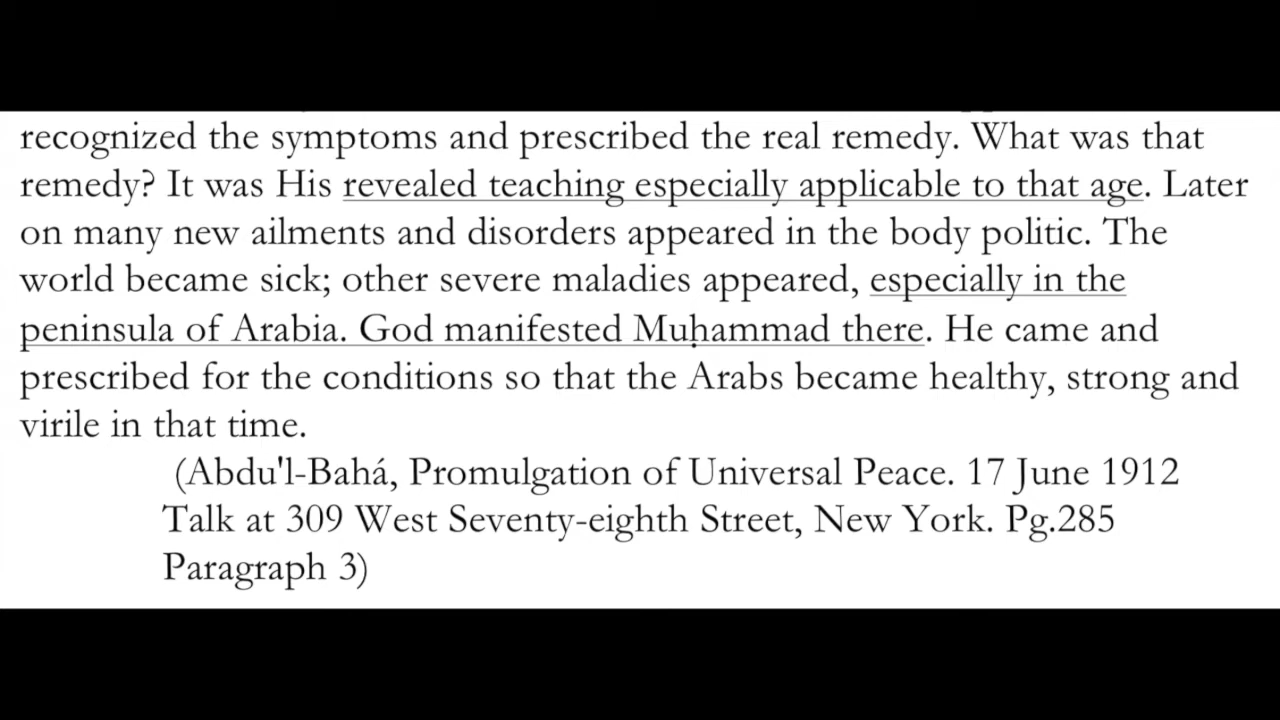 recognized the symptoms and prescribed the real remedy. What was that
remedy? It was His revealed teaching especially applicable to that age. Later
on many new ailments and disorders appeared in the body politic. The
world became sick; other severe maladies appeared, especially in the
peninsula of Arabia. God manifested Muḥammad there. He came and
prescribed for the conditions so that the Arabs became healthy, strong and
virile in that time.
(Abdu'l-Bahá, Promulgation of Universal Peace. 17 June 1912
Talk at 309 West Seventy-eighth Street, New York. Pg.285
Paragraph 3)